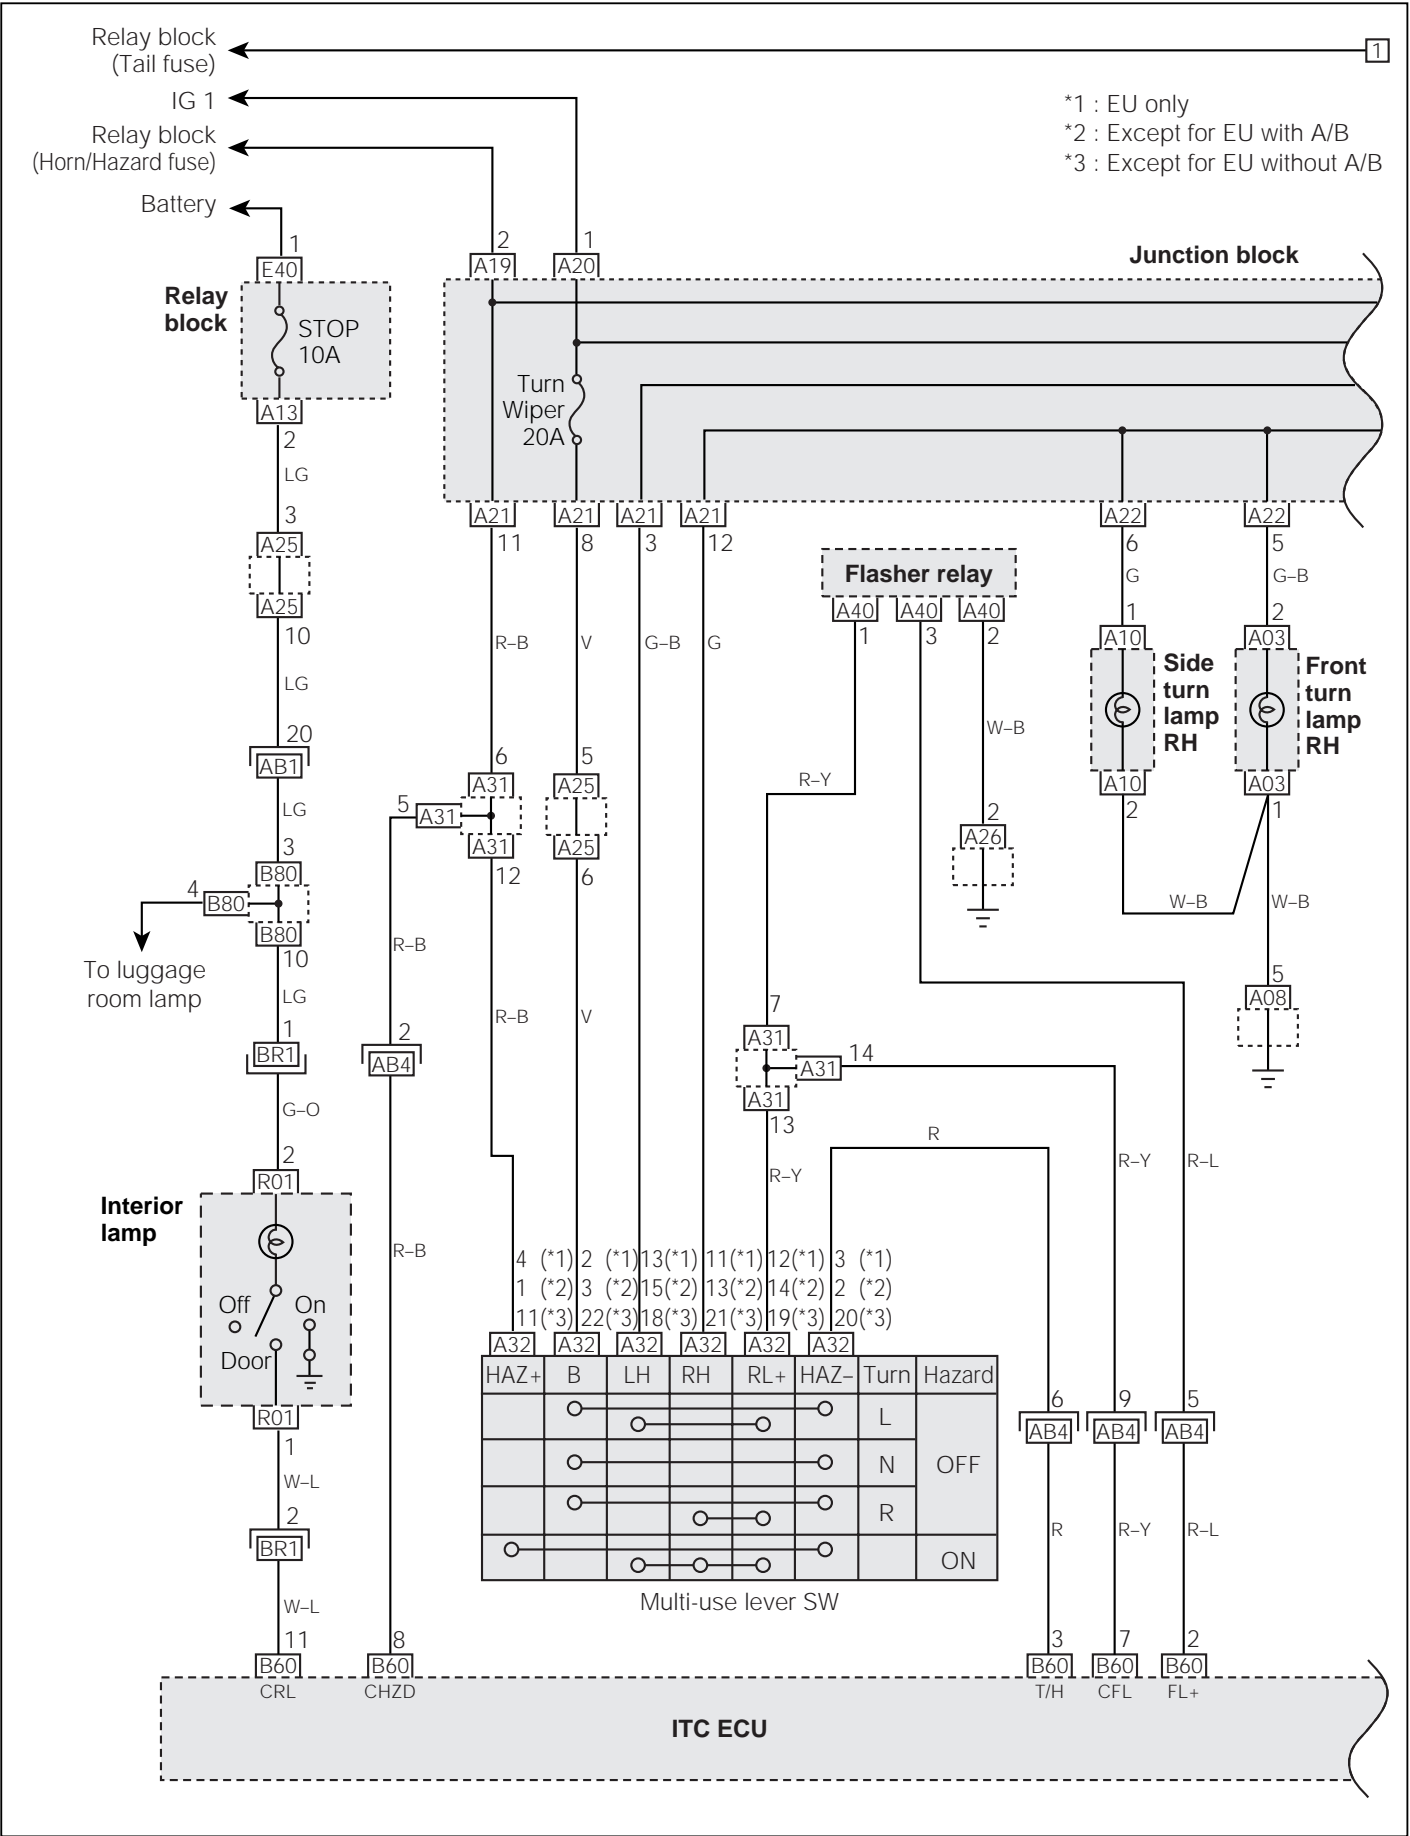 Relay block
(Tail fuse)
1
IG 1
*1 : EU only
Relay block
*2 : Except for EU with A/B
(Horn/Hazard fuse)
*3 : Except for EU without A/B
Battery
1
2
1
E40
A19
A20
Junction block
Relay
block
STOP
10A
Turn
Wiper
20A
A13
2
LG
3
A25
A25
10
LG
20
AB1
LG
3
B80
4
B80
B80
10
To luggage
room lamp
LG
1
BR1
G–O
2
R01
Interior
lamp
Off
On
Door
R01
1
W–L
2
BR1
W–L
11
B60
CRL
A21
A21
A21
A21
A22
A22
11
8
3
12
6
5
Flasher relay
G
G–B
A40
A40
A40
1
3
2
1
2
A10
A03
R–B
V
G–B
G
Side
turn
lamp
RH
Front
turn
lamp
RH
W–B
R–Y
6
5
A31
A25
A10
A03
2
1
5
A31
2
A26
A31
A25
12
6
W–B
W–B
R–B
5
A08
R–B
V
7
2
A31
14
AB4
A31
A31
13
R
R–Y
R–Y
R–L
R–B
4 (*1) 2 (*1) 13(*1) 11(*1) 12(*1) 3 (*1)
1 (*2) 3 (*2) 15(*2) 13(*2) 14(*2) 2 (*2)
11(*3) 22(*3) 18(*3) 21(*3) 19(*3) 20(*3)
A32 A32 A32 A32 A32 A32
HAZ+ B LH RH RL+ HAZ– Turn Hazard
L
N OFF
R
ON
Multi-use lever SW
6
9
5
AB4
AB4
AB4
R
R–Y
R–L
8
3
7
2
B60
B60
B60
B60
CHZD
T/H
CFL
FL+
ITC ECU